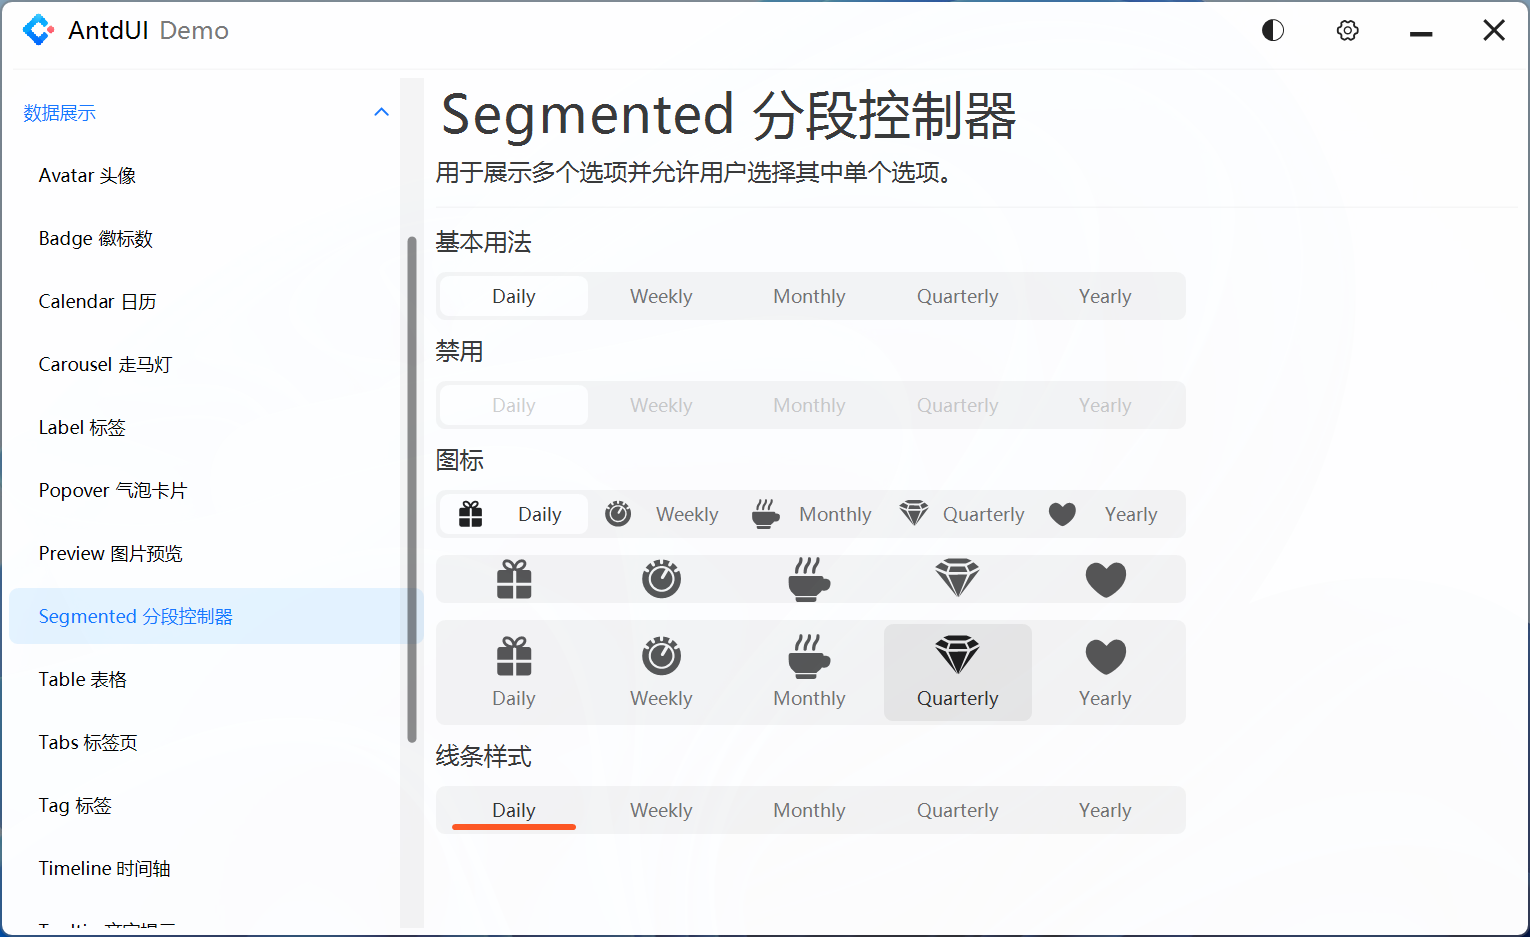 AntdUI Demo
数据展示
Avatar 头像
Badge 徽标数
Calendar 日历
Carousel 走马灯
Label 标签
Popover 气泡卡片
Preview 图片预览
Segmented 分段控制器
Table 表格
Tabs 标签页
Tag 标签
Timeline 时间轴
Segmented 分段控制器
用于展示多个选项并允许用户选择其中单个选项。
基本用法
Daily Weekly Monthly Quarterly Yearly
禁用
Daily Weekly Monthly Quarterly Yearly
图标
Daily Weekly Monthly Quarterly Yearly
Daily Weekly Monthly Quarterly Yearly
线条样式
Daily Weekly Monthly Quarterly Yearly